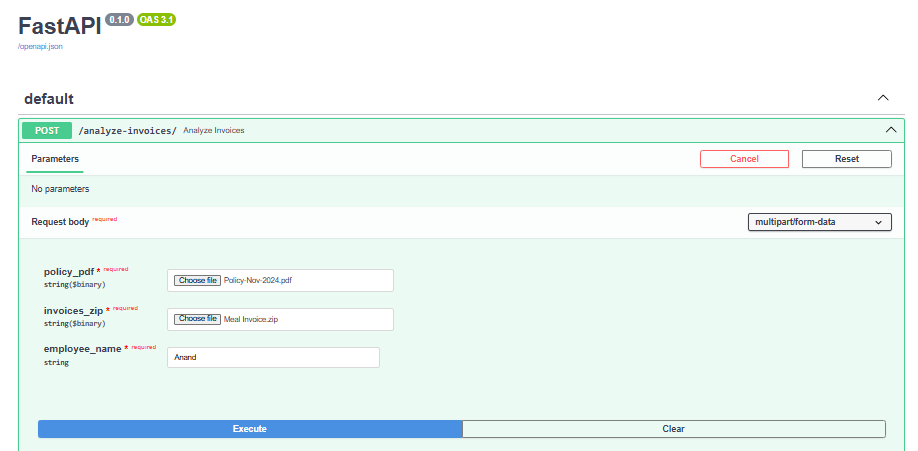 FastAPI 0.1.0 OAS 3.1
/openapi.json
default
POST /analyze-invoices/ Analyze Invoices
Parameters Cancel Reset
No parameters
Request body required multipart/form-data
policy_pdf * required
string($binary) Choose file Policy-Nov-2024.pdf
invoices_zip * required
string($binary) Choose file Meal Invoice.zip
employee_name * required
string Anand
Execute Clear